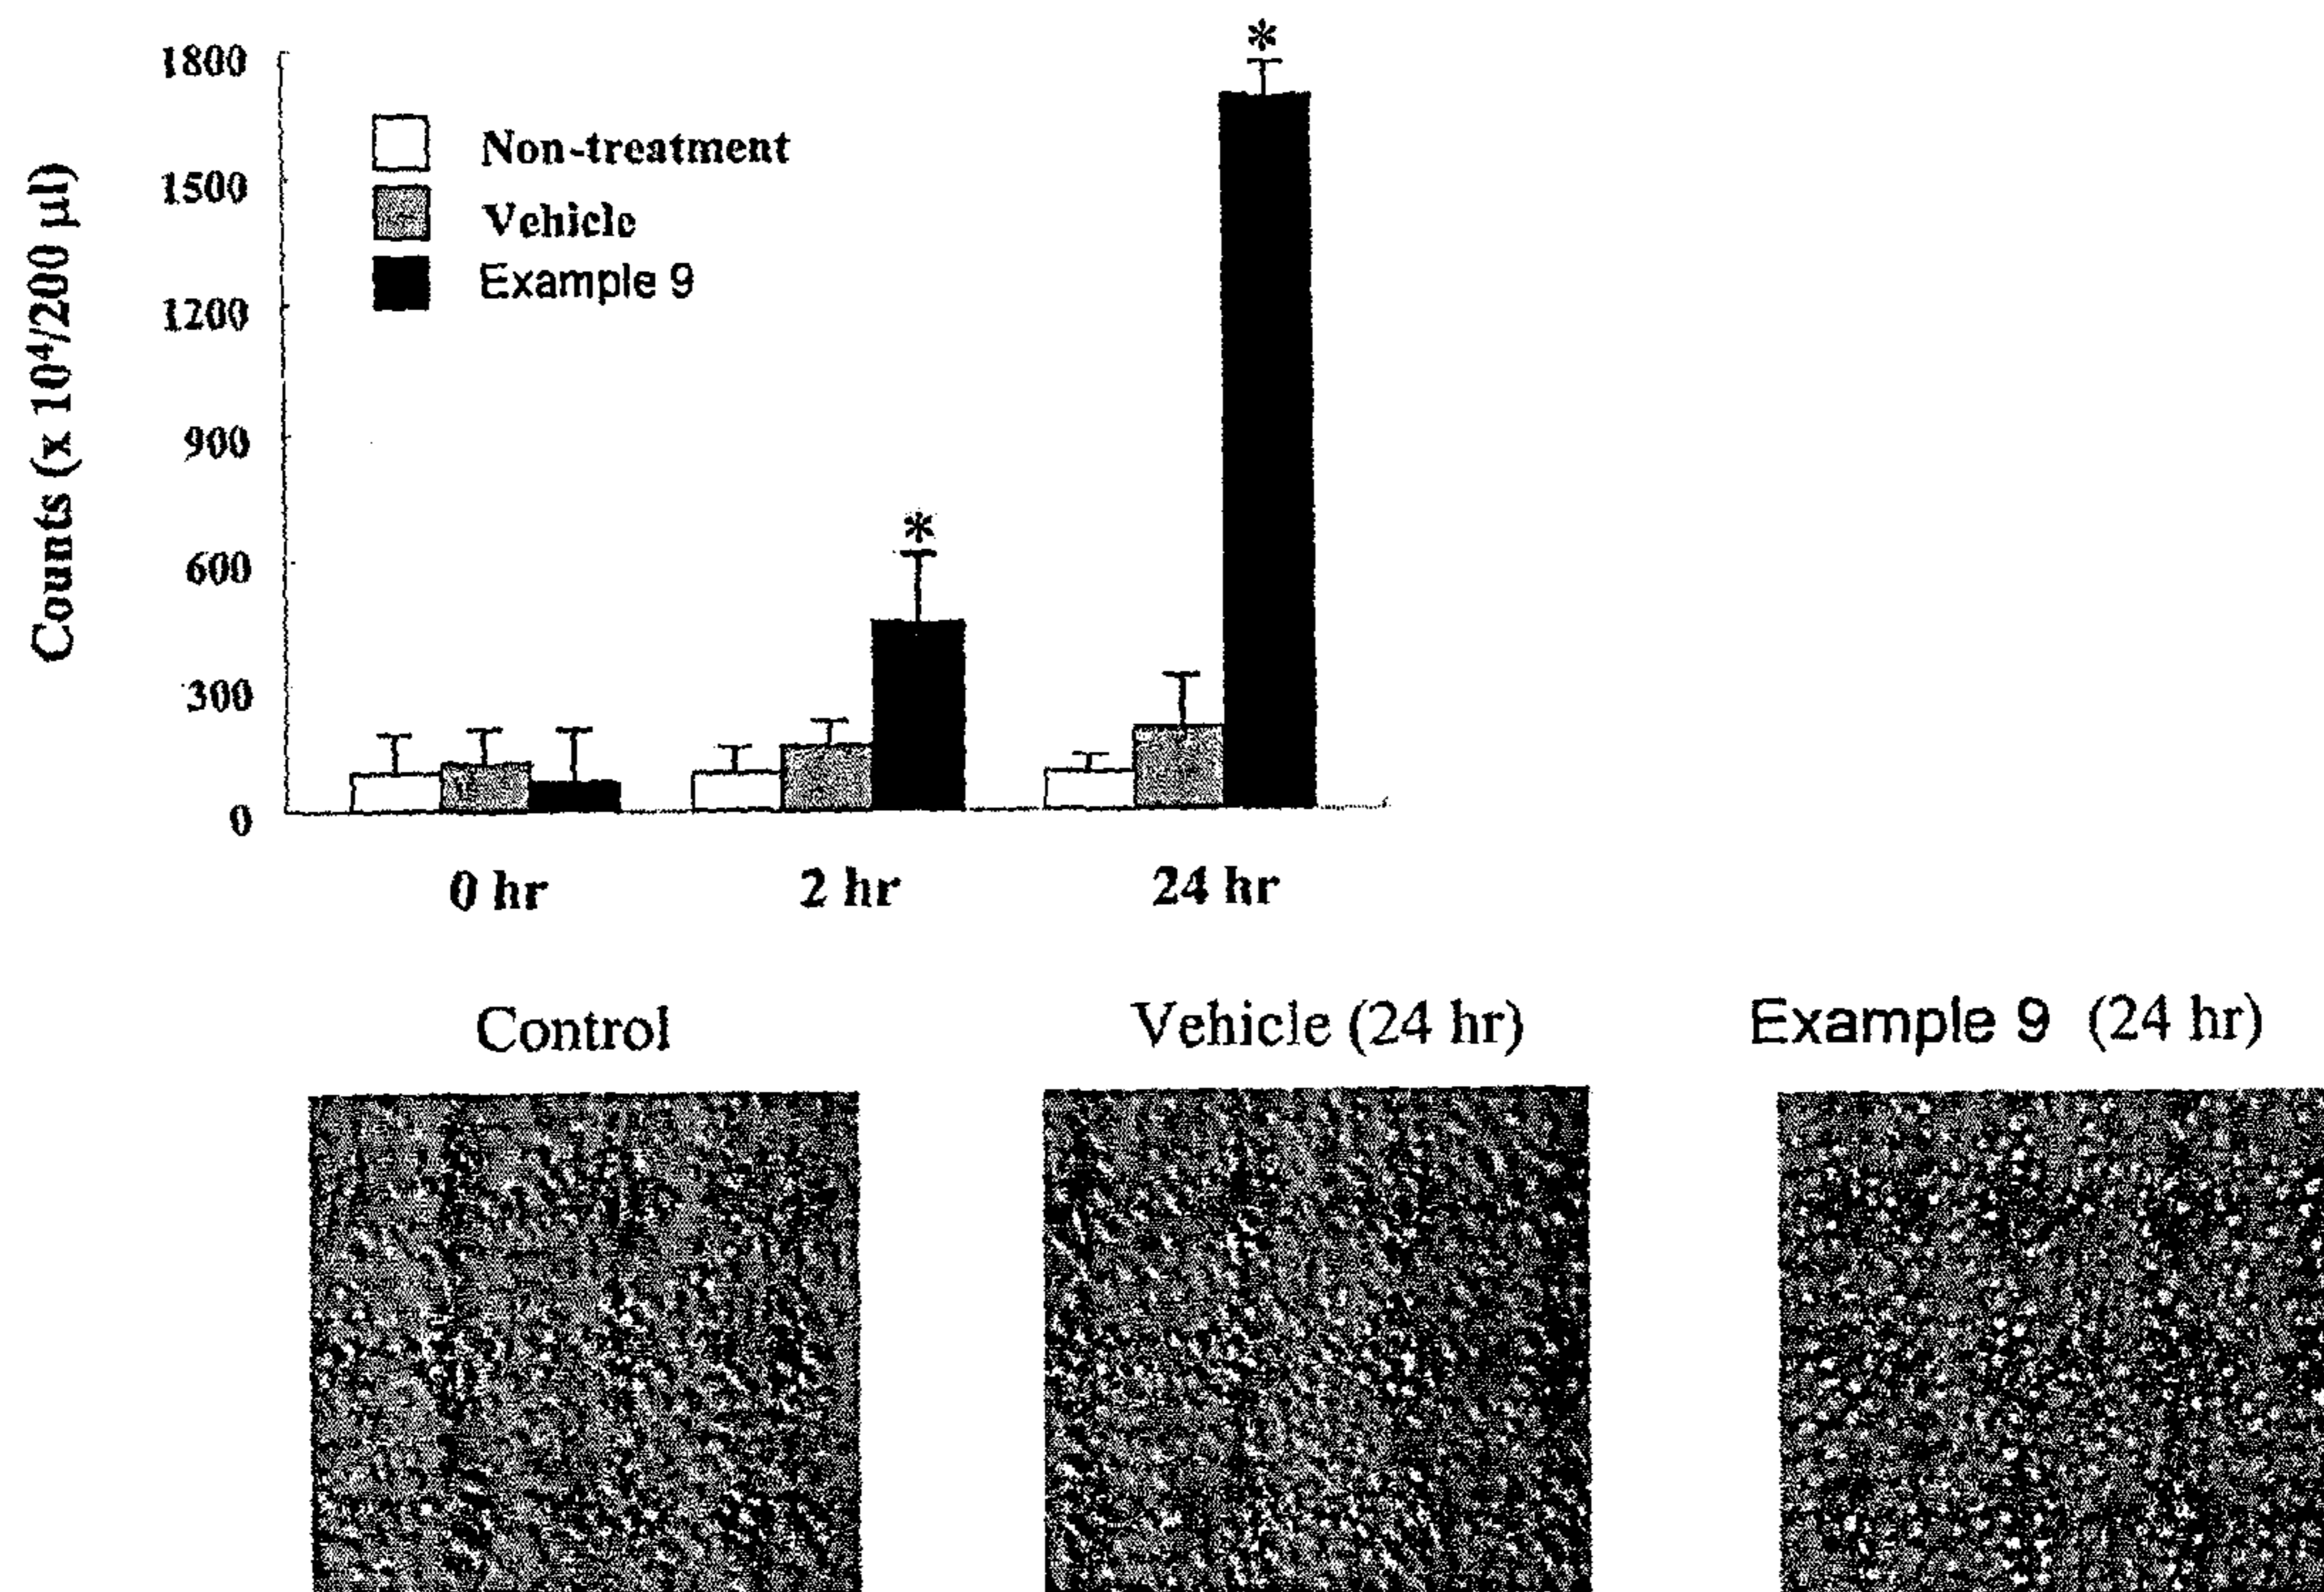 *
1800
1500
1200
900
600
300
0
Counts (x 10⁴/200 µl)
Non-treatment
Vehicle
Example 9
*
0 hr 2 hr 24 hr
Control Vehicle (24 hr) Example 9 (24 hr)